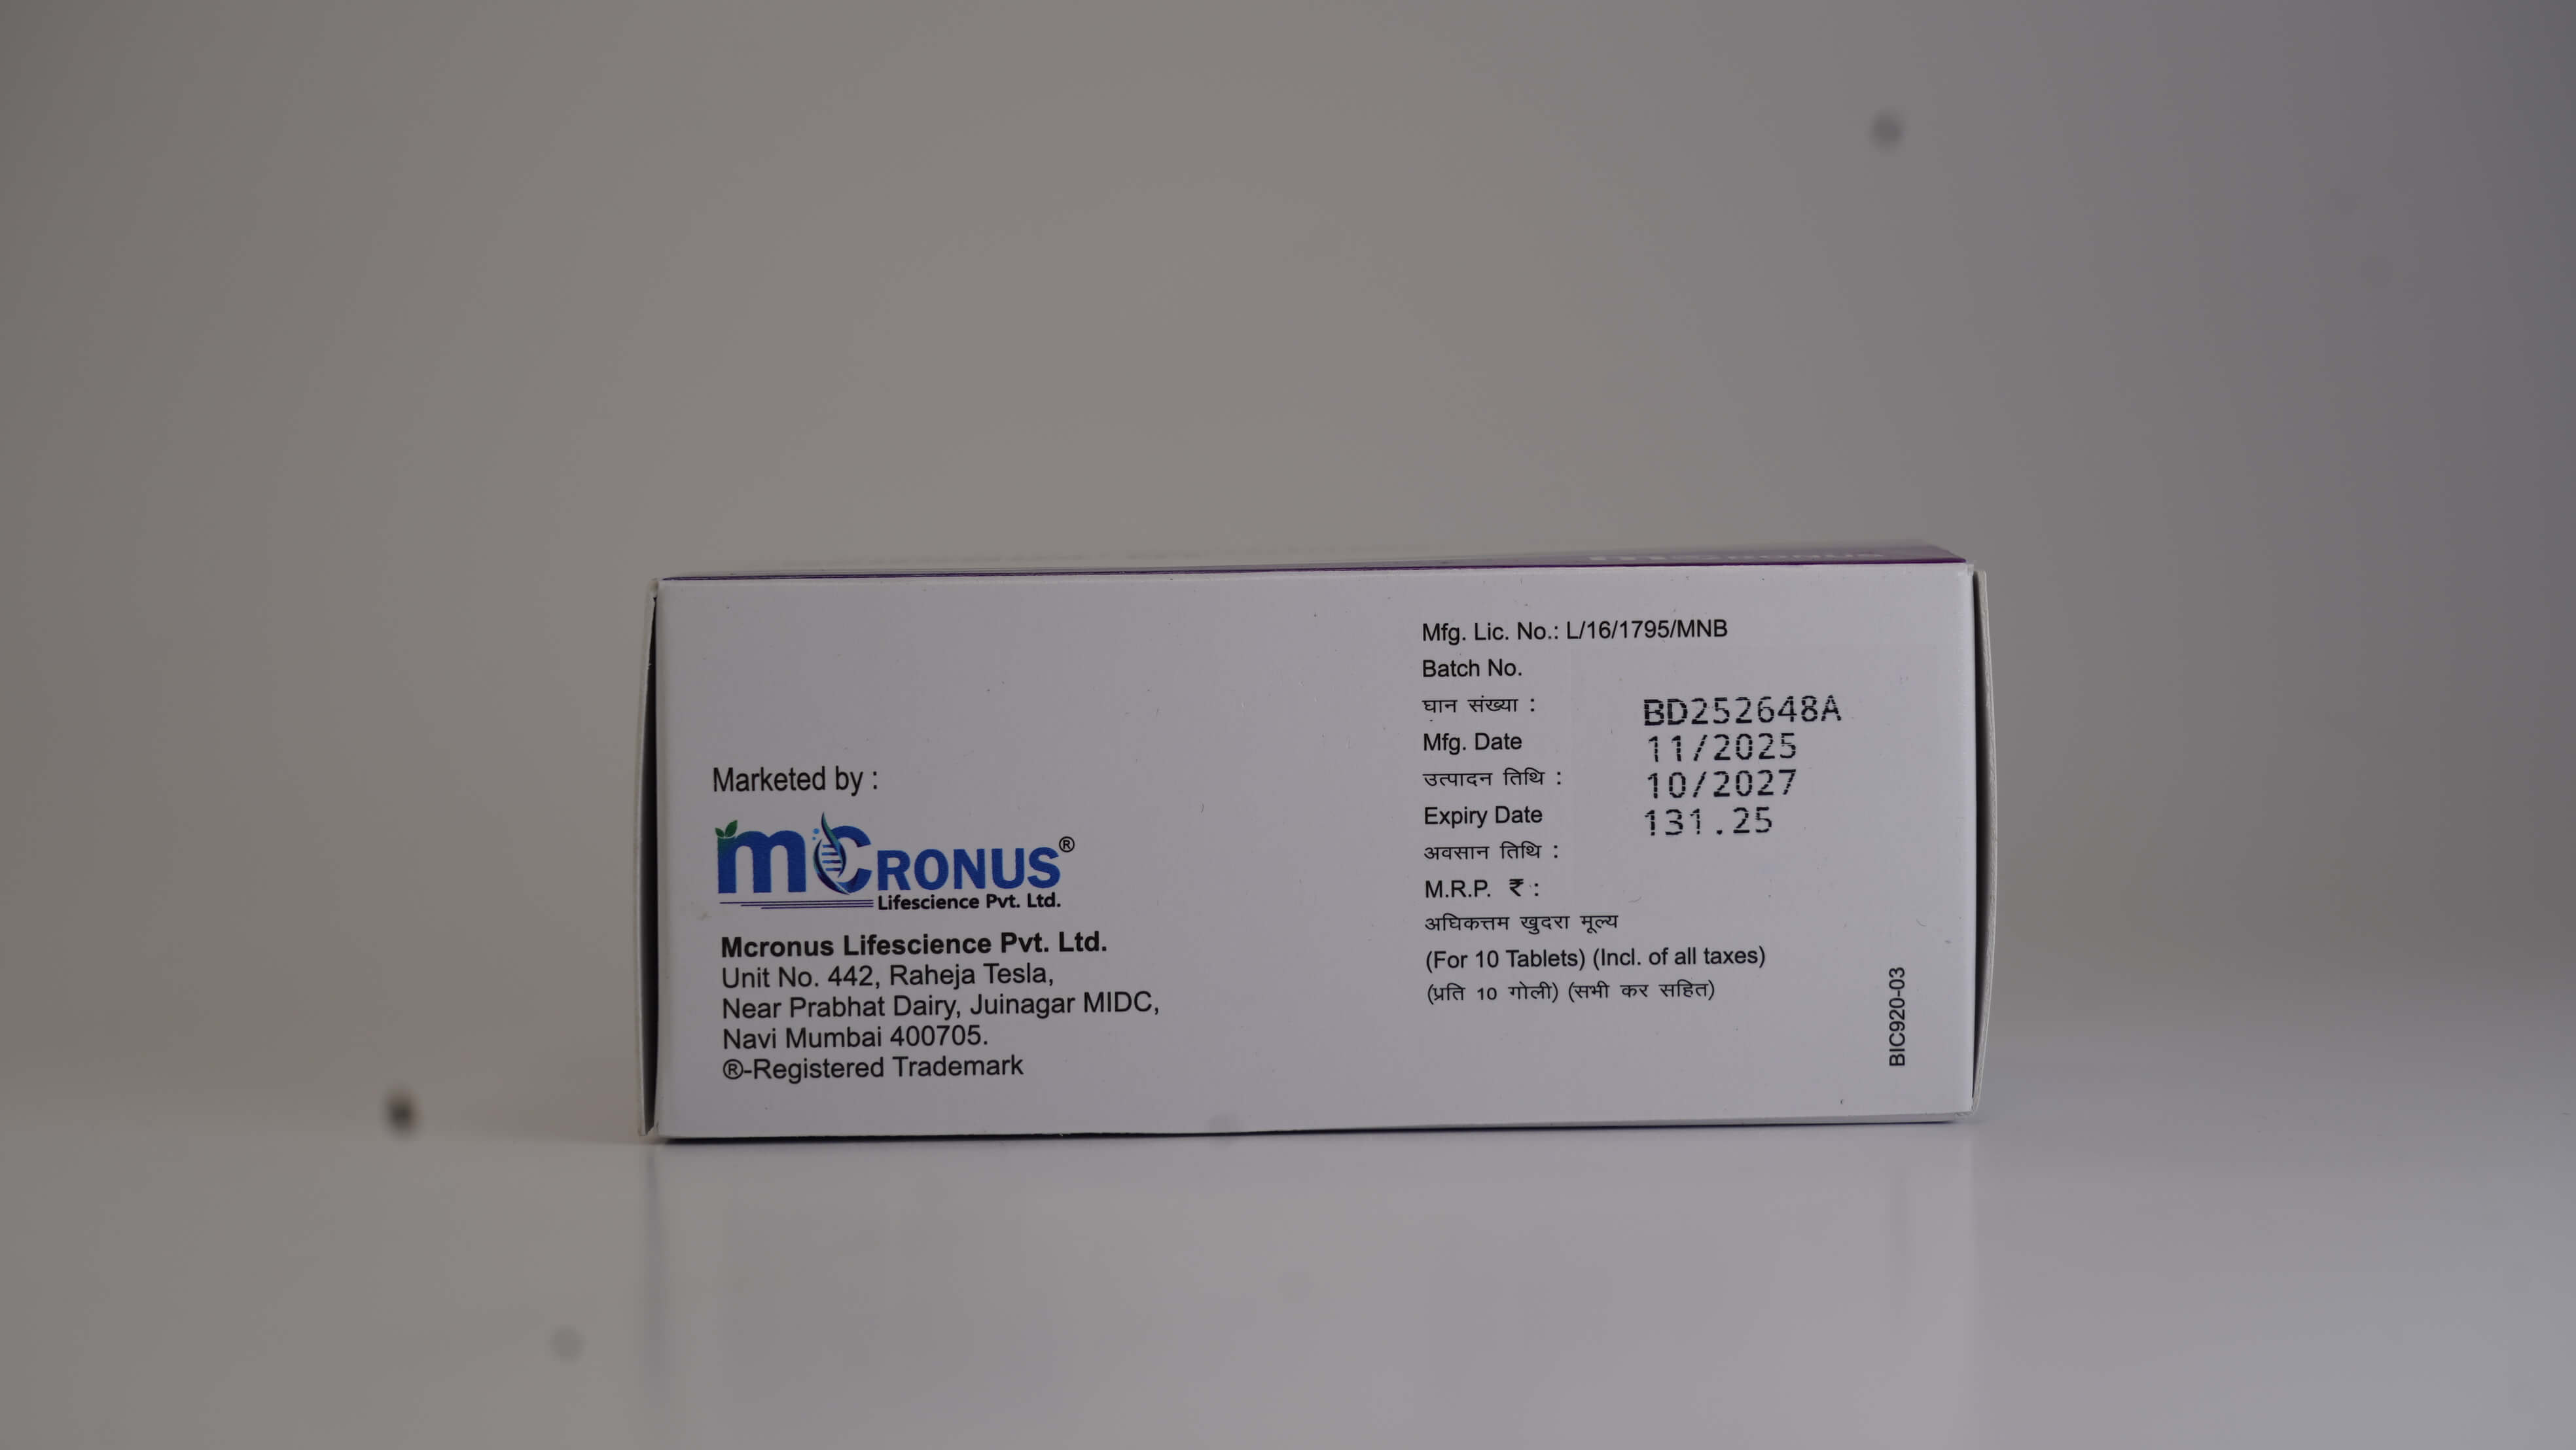 Marketed by :
mCRONUS®
Lifescience Pvt. Ltd.
Mcronus Lifescience Pvt. Ltd.
Unit No. 442, Raheja Tesla,
Near Prabhat Dairy, Juinagar MIDC,
Navi Mumbai 400705.
®-Registered Trademark
Mfg. Lic. No.: L/16/1795/MNB
Batch No.
घान संख्या :
Mfg. Date
उत्पादन तिथि :
Expiry Date
अवसान तिथि :
M.R.P. ₹ :
अधिकत्तम खुदरा मूल्य
(For 10 Tablets) (Incl. of all taxes)
(प्रति 10 गोली) (सभी कर सहित)
BD252648A
11/2025
10/2027
131.25
BIC920-03